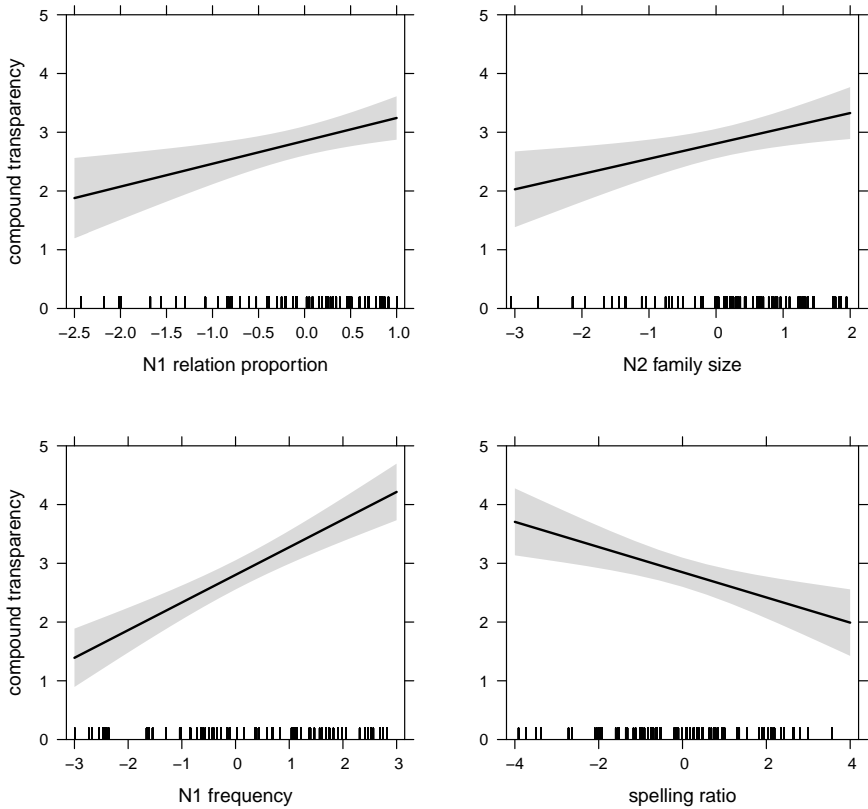 5
4
3
2
1
0
compound transparency
−2.5 −2.0 −1.5 −1.0 −0.5 0.0 0.5 1.0
N1 relation proportion
5
4
3
2
1
0
−3 −2 −1 0 1 2
N2 family size
5
4
3
2
1
0
compound transparency
−3 −2 −1 0 1 2 3
N1 frequency
5
4
3
2
1
0
−4 −2 0 2 4
spelling ratio